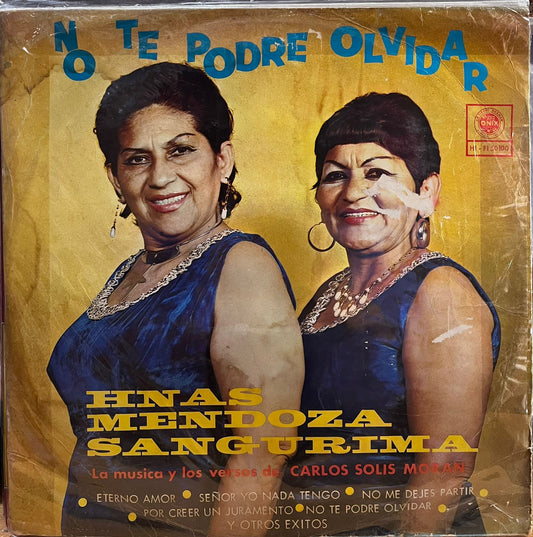 NO TE PODRE OLVIDAR
ONIX
HNAS
MENDOZA
SANGURIMA
La musica y los versos de CARLOS SOLIS MORAN
ETERNO AMOR • SEÑOR YO NADA TENGO • NO ME DEJES PARTIR
POR CREER UN JURAMENTO • NO TE PODRE OLVIDAR
Y OTROS EXITOS